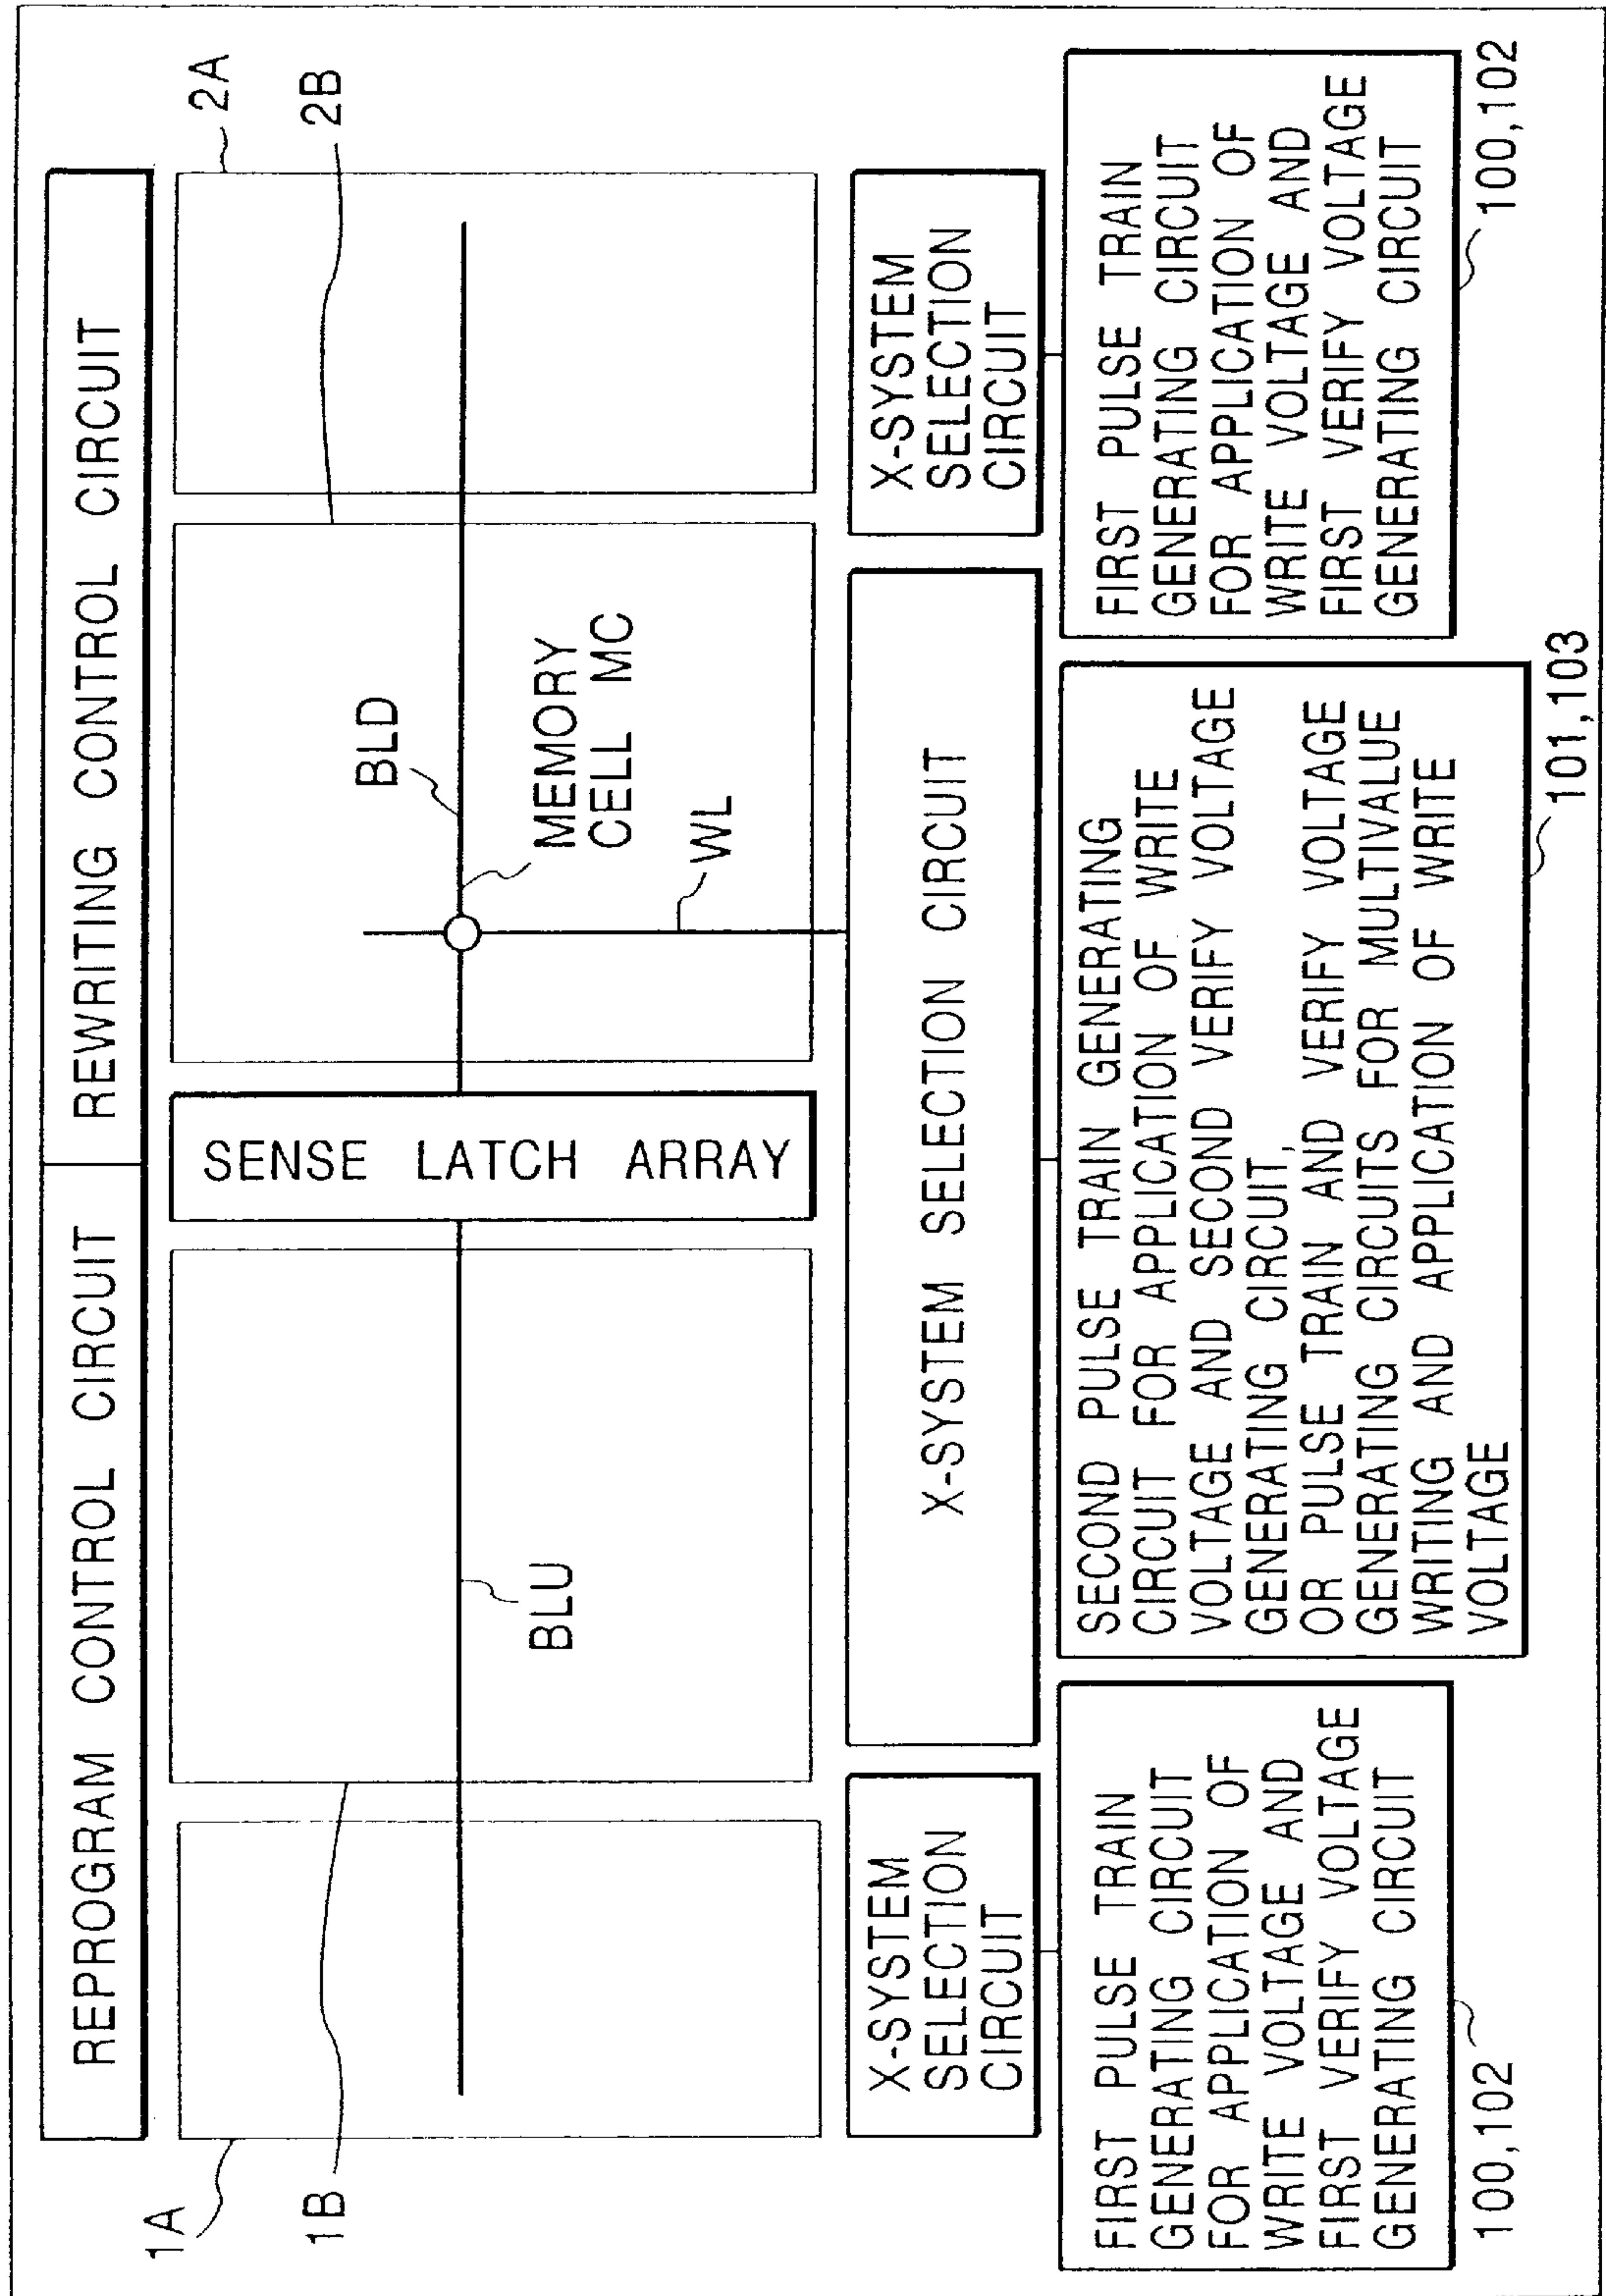 REPROGRAM CONTROL CIRCUIT
REWRITING CONTROL CIRCUIT
1A
1B
2A
2B
BLU
SENSE LATCH ARRAY
BLD
MEMORY
CELL MC
WL
X-SYSTEM
SELECTION
CIRCUIT
X-SYSTEM SELECTION CIRCUIT
X-SYSTEM
SELECTION
CIRCUIT
FIRST PULSE TRAIN
GENERATING CIRCUIT
FOR APPLICATION OF
WRITE VOLTAGE AND
FIRST VERIFY VOLTAGE
GENERATING CIRCUIT
100,102
SECOND PULSE TRAIN GENERATING
CIRCUIT FOR APPLICATION OF WRITE
VOLTAGE AND SECOND VERIFY VOLTAGE
GENERATING CIRCUIT,
OR PULSE TRAIN AND VERIFY VOLTAGE
GENERATING CIRCUITS FOR MULTIVALUE
WRITING AND APPLICATION OF WRITE
VOLTAGE
101,103
FIRST PULSE TRAIN
GENERATING CIRCUIT
FOR APPLICATION OF
WRITE VOLTAGE AND
FIRST VERIFY VOLTAGE
GENERATING CIRCUIT
100,102